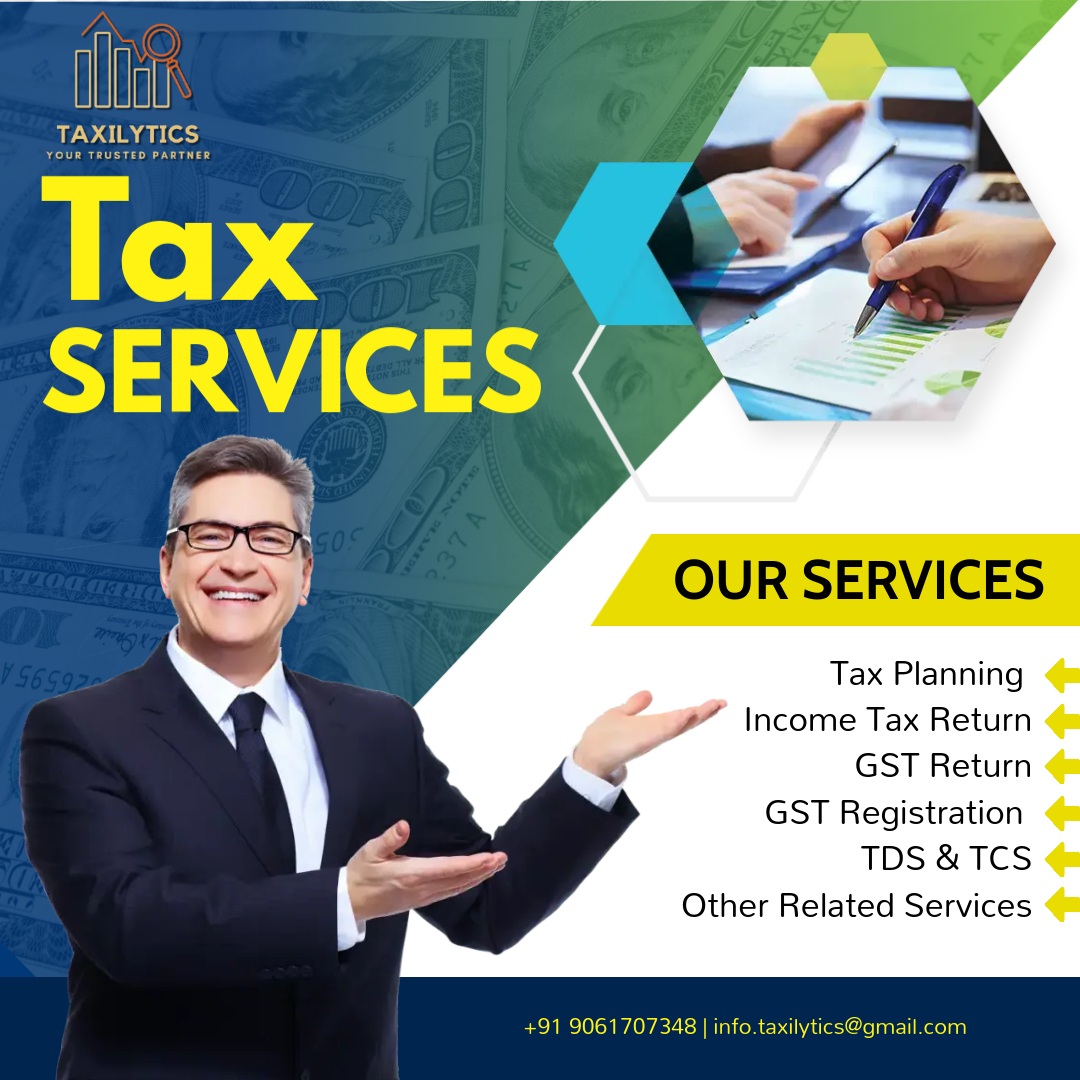 TAXILYTICS
YOUR TRUSTED PARTNER
Tax
SERVICES
OUR SERVICES
Tax Planning
Income Tax Return
GST Return
GST Registration
TDS & TCS
Other Related Services
+91 9061707348 | info.taxilytics@gmail.com